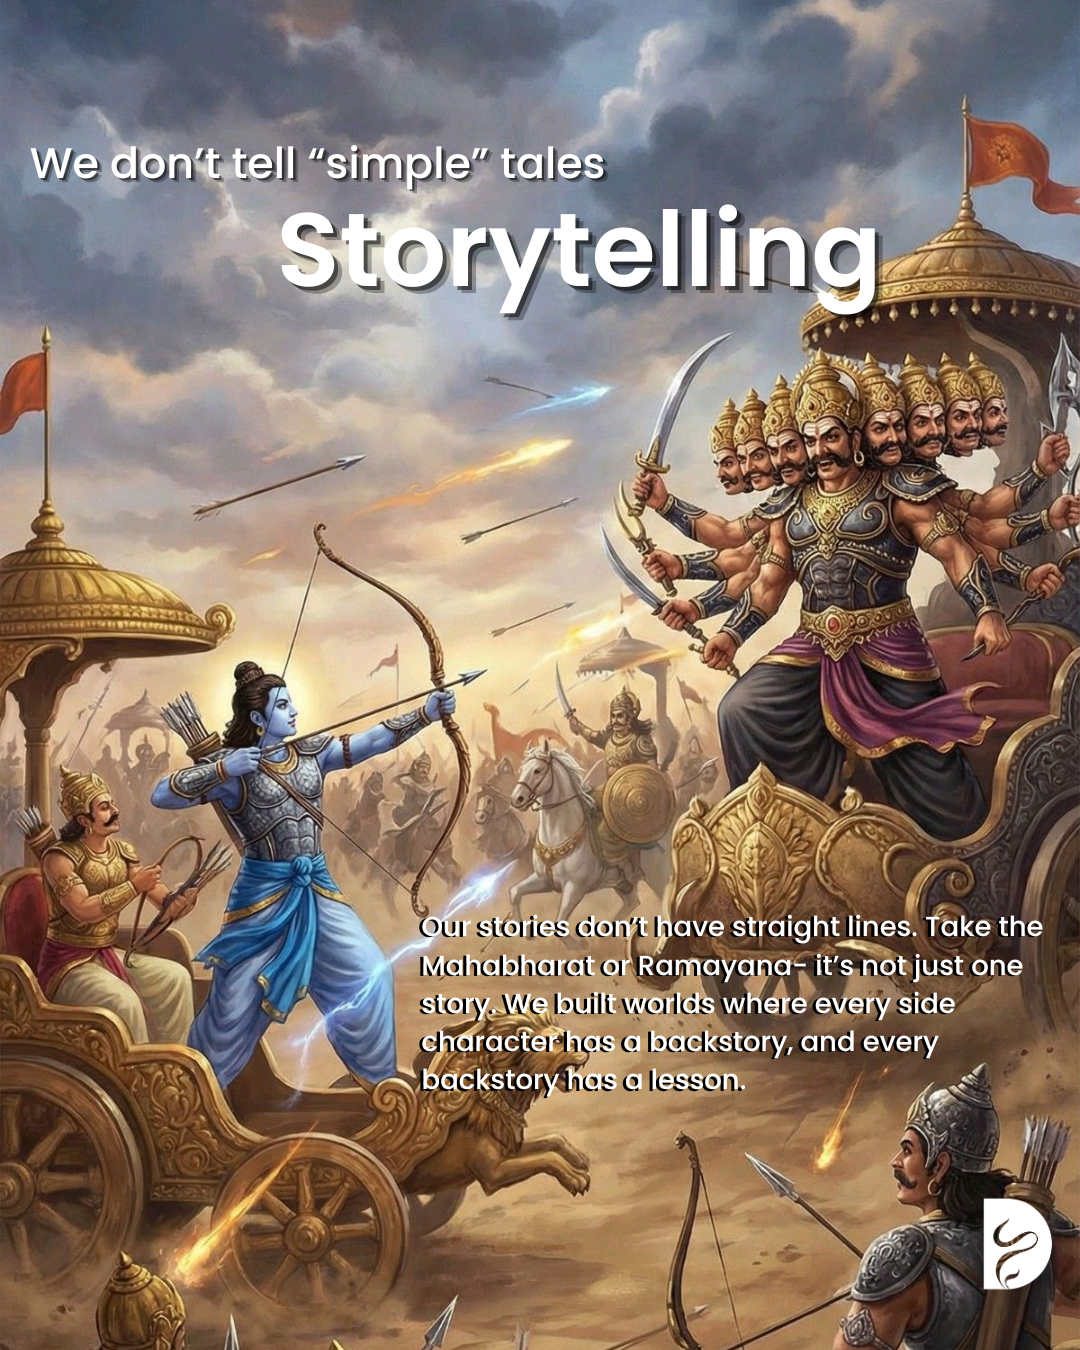 We don’t tell “simple” tales
Storytelling
Our stories don’t have straight lines. Take the
Mahabharat or Ramayana- it’s not just one
story. We built worlds where every side
character has a backstory, and every
backstory has a lesson.